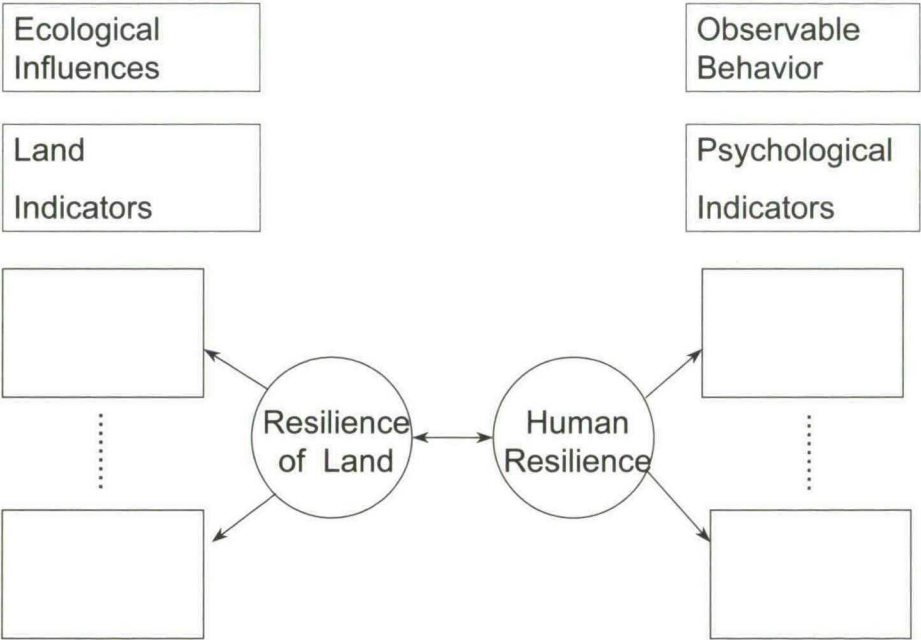 Ecological
Influences
Observable
Behavior
Land
Indicators
Psychological
Indicators
Resilience
of Land
Human
Resilience